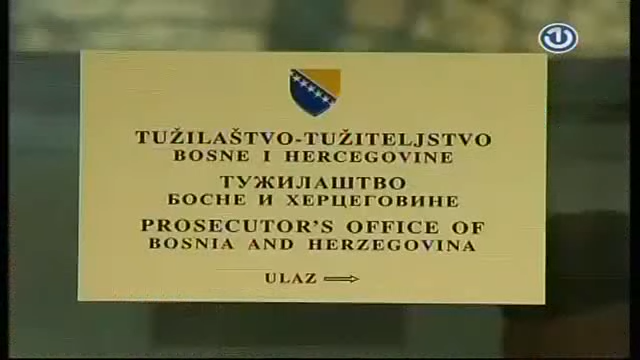 TUŽILAŠTVO-TUŽITELJSTVO
BOSNE I HERCEGOVINE
ТУЖИЛАШТВО
БОСНЕ И ХЕРЦЕГОВИНЕ
PROSECUTOR'S OFFICE OF
BOSNIA AND HERZEGOVINA
ULAZ